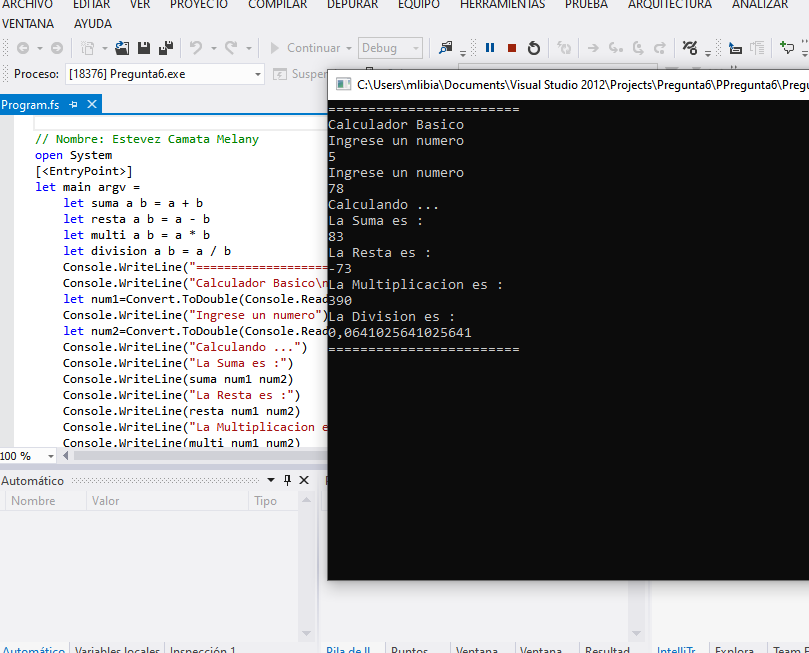 ARCHIVO EDITAR VER PROYECTO COMPILAR DEPURAR EQUIPO HERRAMIENTAS PRUEBA ARQUITECTURA ANALIZAR
VENTANA AYUDA
Continuar Debug
Proceso: [18376] Pregunta6.exe Suspen
Program.fs
// Nombre: Estevez Camata Melany
open System
[<EntryPoint>]
let main argv =
let suma a b = a + b
let resta a b = a - b
let multi a b = a * b
let division a b = a / b
Console.WriteLine("===================
Console.WriteLine("Calculador Basico\n
let num1=Convert.ToDouble(Console.Read
Console.WriteLine("Ingrese un numero")
let num2=Convert.ToDouble(Console.Read
Console.WriteLine("Calculando ...")
Console.WriteLine("La Suma es :")
Console.WriteLine(suma num1 num2)
Console.WriteLine("La Resta es :")
Console.WriteLine(resta num1 num2)
Console.WriteLine("La Multiplicacion e
Console.WriteLine(multi num1 num2)
100 %
C:\Users\mlibia\Documents\Visual Studio 2012\Projects\Pregunta6\PPregunta6\Pregu
========================
Calculador Basico
Ingrese un numero
5
Ingrese un numero
78
Calculando ...
La Suma es :
83
La Resta es :
-73
La Multiplicacion es :
390
La Division es :
0,0641025641025641
========================
Automático
Nombre Valor Tipo
Automático Variables locales Inspección 1 Pila de ll Puntos Ventana Ventana Resultad IntelliTr Explora Team E